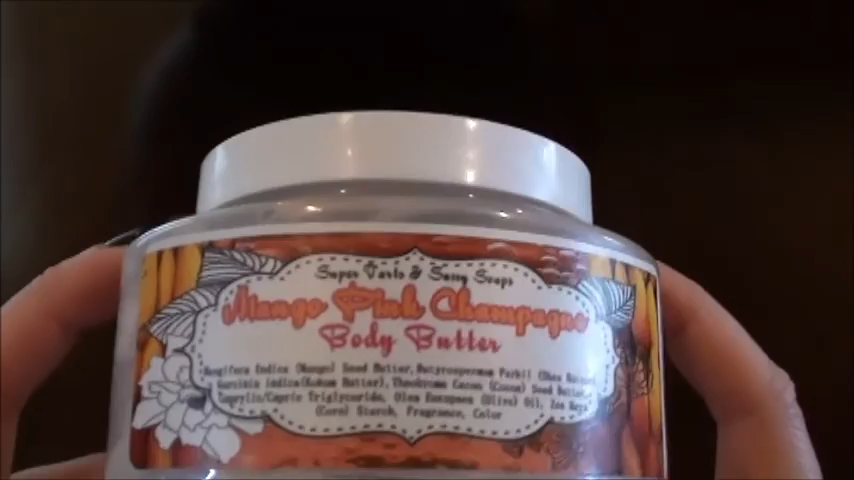 Super Tarts & Sassy Soaps
Mango Pink Champagne
Body Butter
Mangifera Indica (Mango) Seed Butter, Butyrospermum Parkii (Shea Butter)
Garcinia indica (Kokum Butter), Theobroma Cacao (Cocoa) Seed Butter
Caprylic/Capric Triglyceride, Olea Europaea (Olive) Oil, Zea Mays
(Corn) Starch, Fragrance, Color